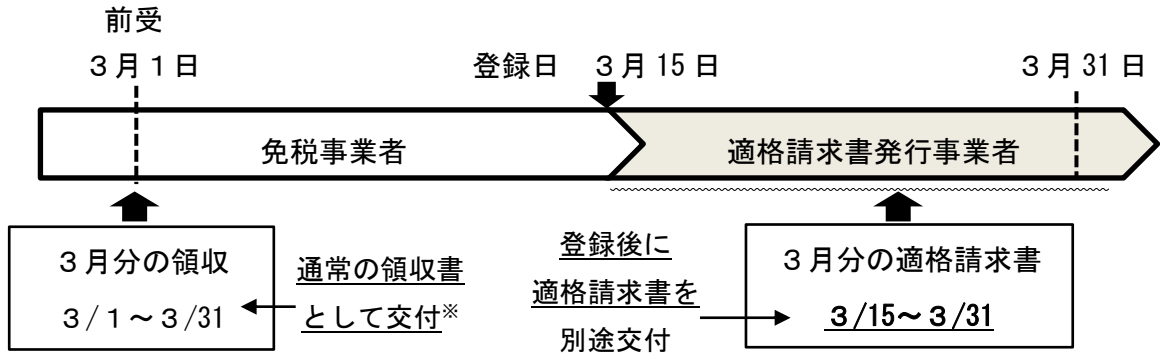 前受
３月１日
登録日 ３月 15 日
３月 31 日
免税事業者
適格請求書発行事業者
３月分の領収
３/１～３/31
通常の領収書
として交付※
登録後に
適格請求書を
別途交付
３月分の適格請求書
３/15～３/31